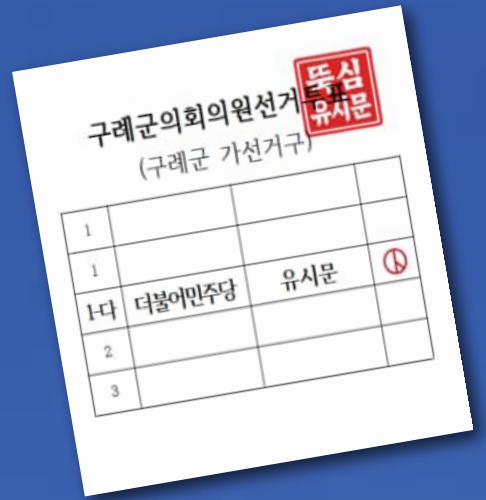 뚝심
유시문
구례군의회의원선거투표
(구례군 가선거구)
1
1
1-다 더불어민주당 유시문
2
3